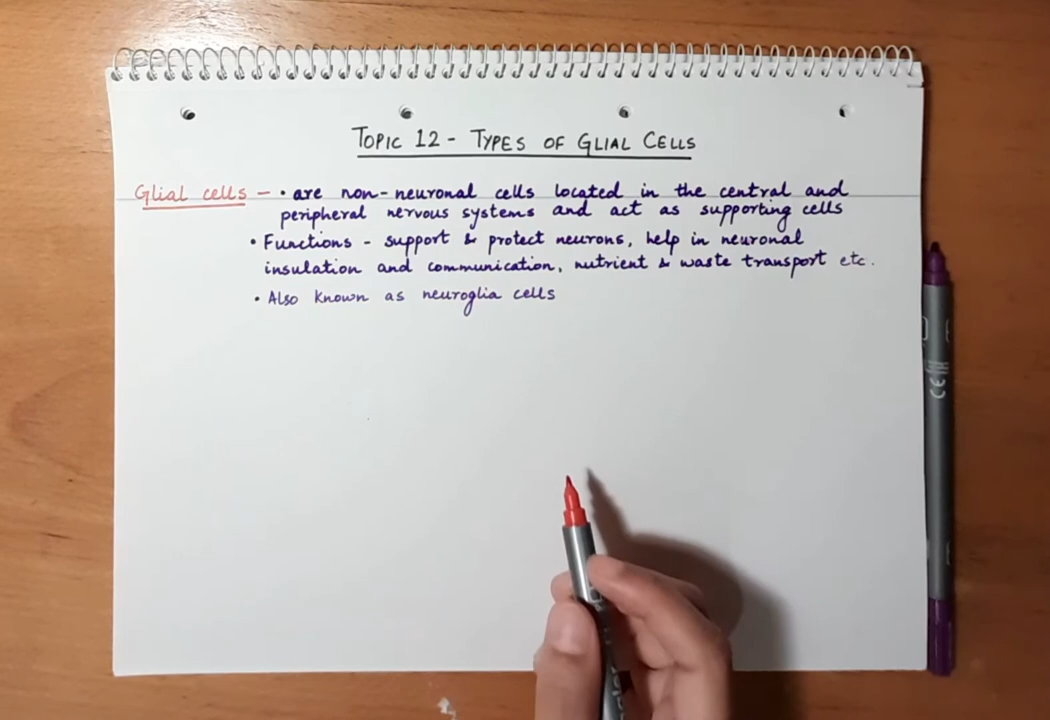 TOPIC 12 - TYPES OF GLIAL CELLS
Glial cells - • are non-neuronal cells located in the central and
peripheral nervous systems and act as supporting cells
• Functions - support & protect neurons, help in neuronal
insulation and communication, nutrient & waste transport etc.
• Also known as neuroglia cells
CE